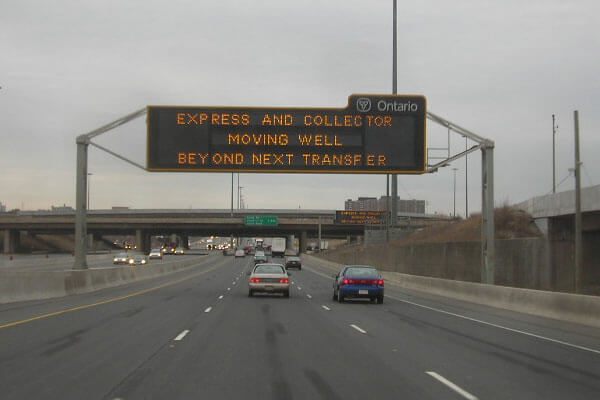 Ontario
EXPRESS AND COLLECTOR
MOVING WELL
BEYOND NEXT TRANSFER